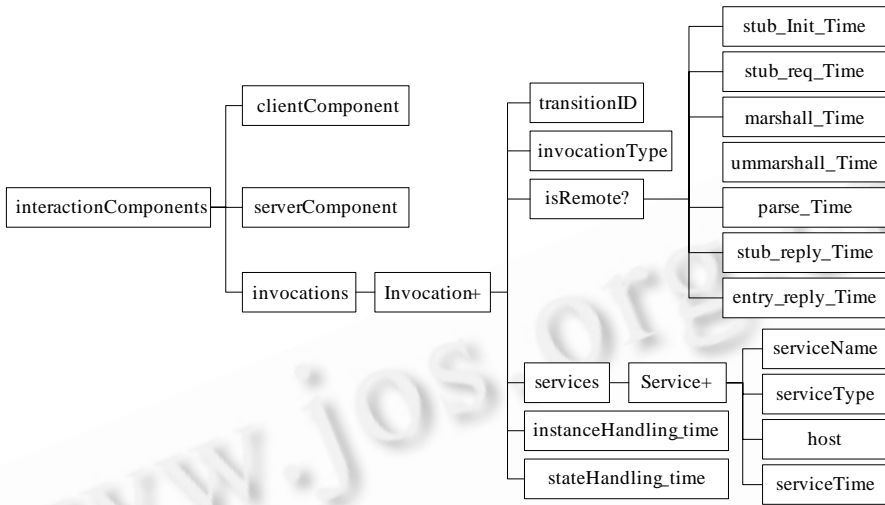 interactionComponents
clientComponent
serverComponent
invocations
Invocation+
transitionID
invocationType
isRemote?
services
instanceHandling_time
stateHandling_time
stub_Init_Time
stub_req_Time
marshall_Time
ummarshall_Time
parse_Time
stub_reply_Time
entry_reply_Time
Service+
serviceName
serviceType
host
serviceTime
www.jos.org